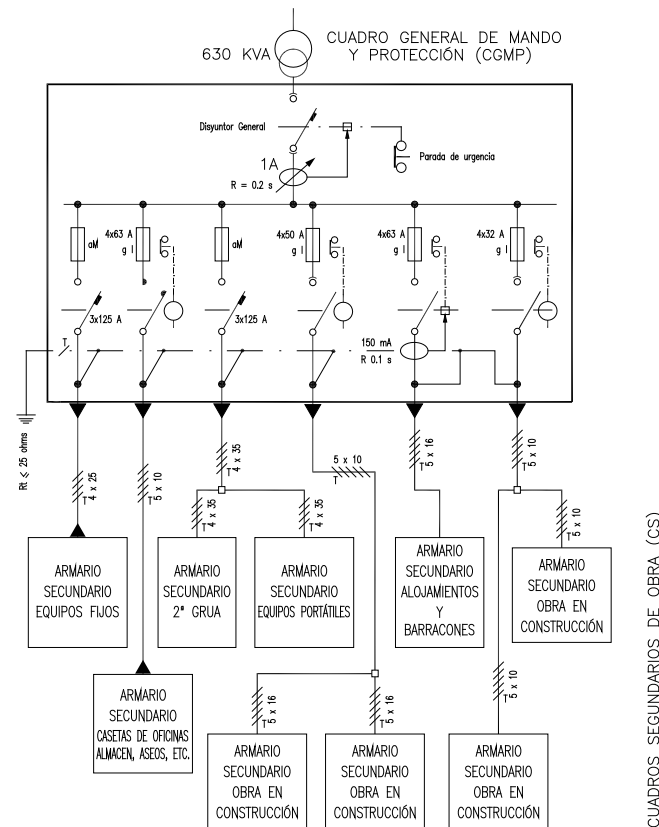 630 KVA
CUADRO GENERAL DE MANDO
Y PROTECCIÓN (CGMP)
Disyuntor General
Parada de urgencia
1A
R = 0.2 s
aM
4x63 A
g l
aM
4x50 A
g l
4x63 A
g l
4x32 A
g l
3x125 A
3x125 A
T
150 mA
R 0.1 s
Rt ≤ 25 ohms
T 4 x 25
T 5 x 10
T 4 x 35
5 x 10
T
T 5 x 16
T 5 x 10
T 4 x 35
T 4 x 35
T 5 x 10
ARMARIO
SECUNDARIO
EQUIPOS FIJOS
ARMARIO
SECUNDARIO
2ª GRUA
ARMARIO
SECUNDARIO
EQUIPOS PORTÁTILES
ARMARIO
SECUNDARIO
ALOJAMIENTOS
Y
BARRACONES
ARMARIO
SECUNDARIO
OBRA EN
CONSTRUCCIÓN
T 5 x 16
T 5 x 16
T 5 x 10
ARMARIO
SECUNDARIO
CASETAS DE OFICINAS
ALMACEN, ASEOS, ETC.
ARMARIO
SECUNDARIO
OBRA EN
CONSTRUCCIÓN
ARMARIO
SECUNDARIO
OBRA EN
CONSTRUCCIÓN
ARMARIO
SECUNDARIO
OBRA EN
CONSTRUCCIÓN
CUADROS SEGUNDARIOS DE OBRA (CS)